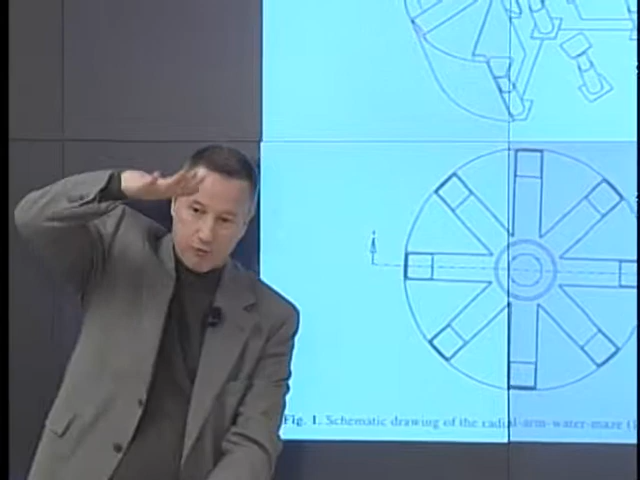 Fig. 1. Schematic drawing of the radial-arm-water-maze